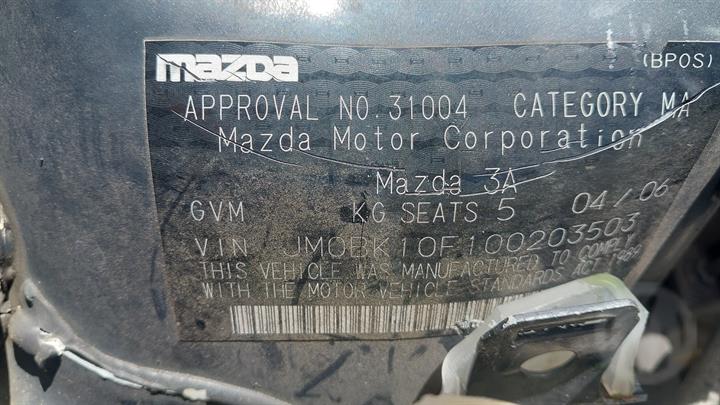 mazda
(BPOS)
APPROVAL NO. 31004 CATEGORY MA
Mazda Motor Corporation
Mazda 3A
GVM KG SEATS 5 04/06
VIN JM0BK10F100203503
THIS VEHICLE WAS MANUFACTURED TO COMPLY
WITH THE MOTOR VEHICLE STANDARDS ACT 1989